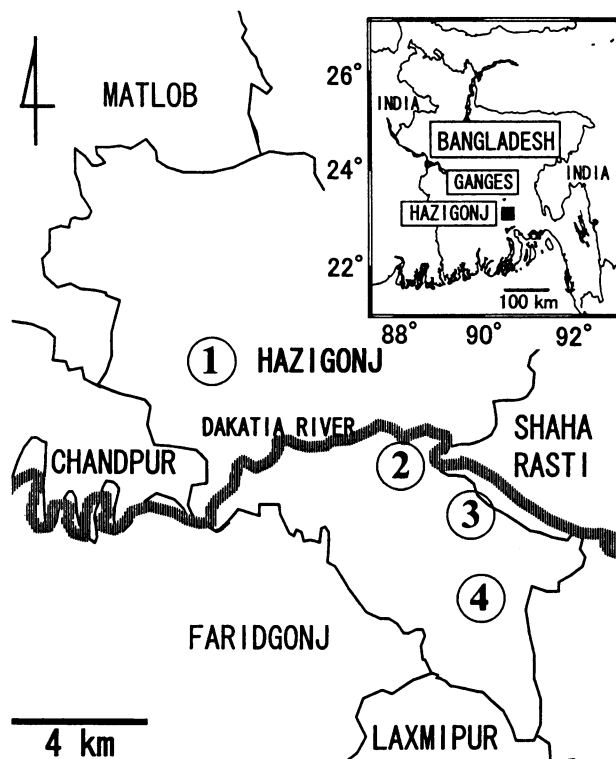 MATLOB
26°
24°
22°
88° 90° 92°
INDIA
BANGLADESH
GANGES
INDIA
HAZIGONJ
100 km
1 HAZIGONJ
DAKATIA RIVER
SHAHA
RASTI
CHANDPUR
2
3
4
FARIDGONJ
LAXMIPUR
4 km